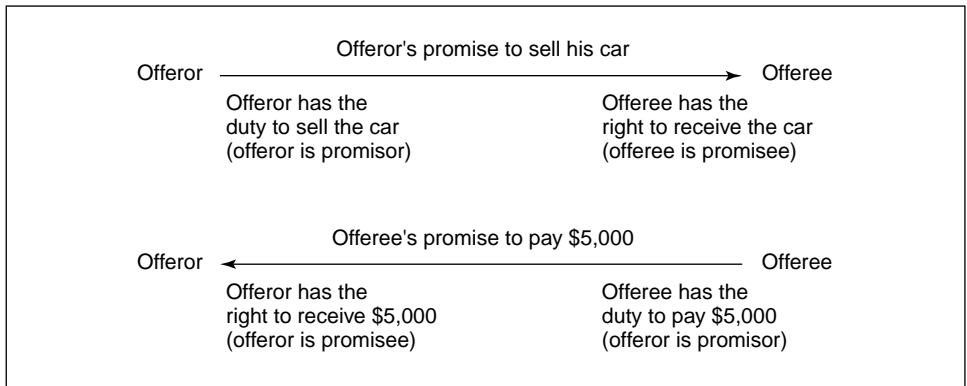 Offeror's promise to sell his car
Offeror Offeree
Offeror has the Offeree has the
duty to sell the car right to receive the car
(offeror is promisor) (offeree is promisee)
Offeree's promise to pay $5,000
Offeror Offeree
Offeror has the Offeree has the
right to receive $5,000 duty to pay $5,000
(offeror is promisee) (offeror is promisor)